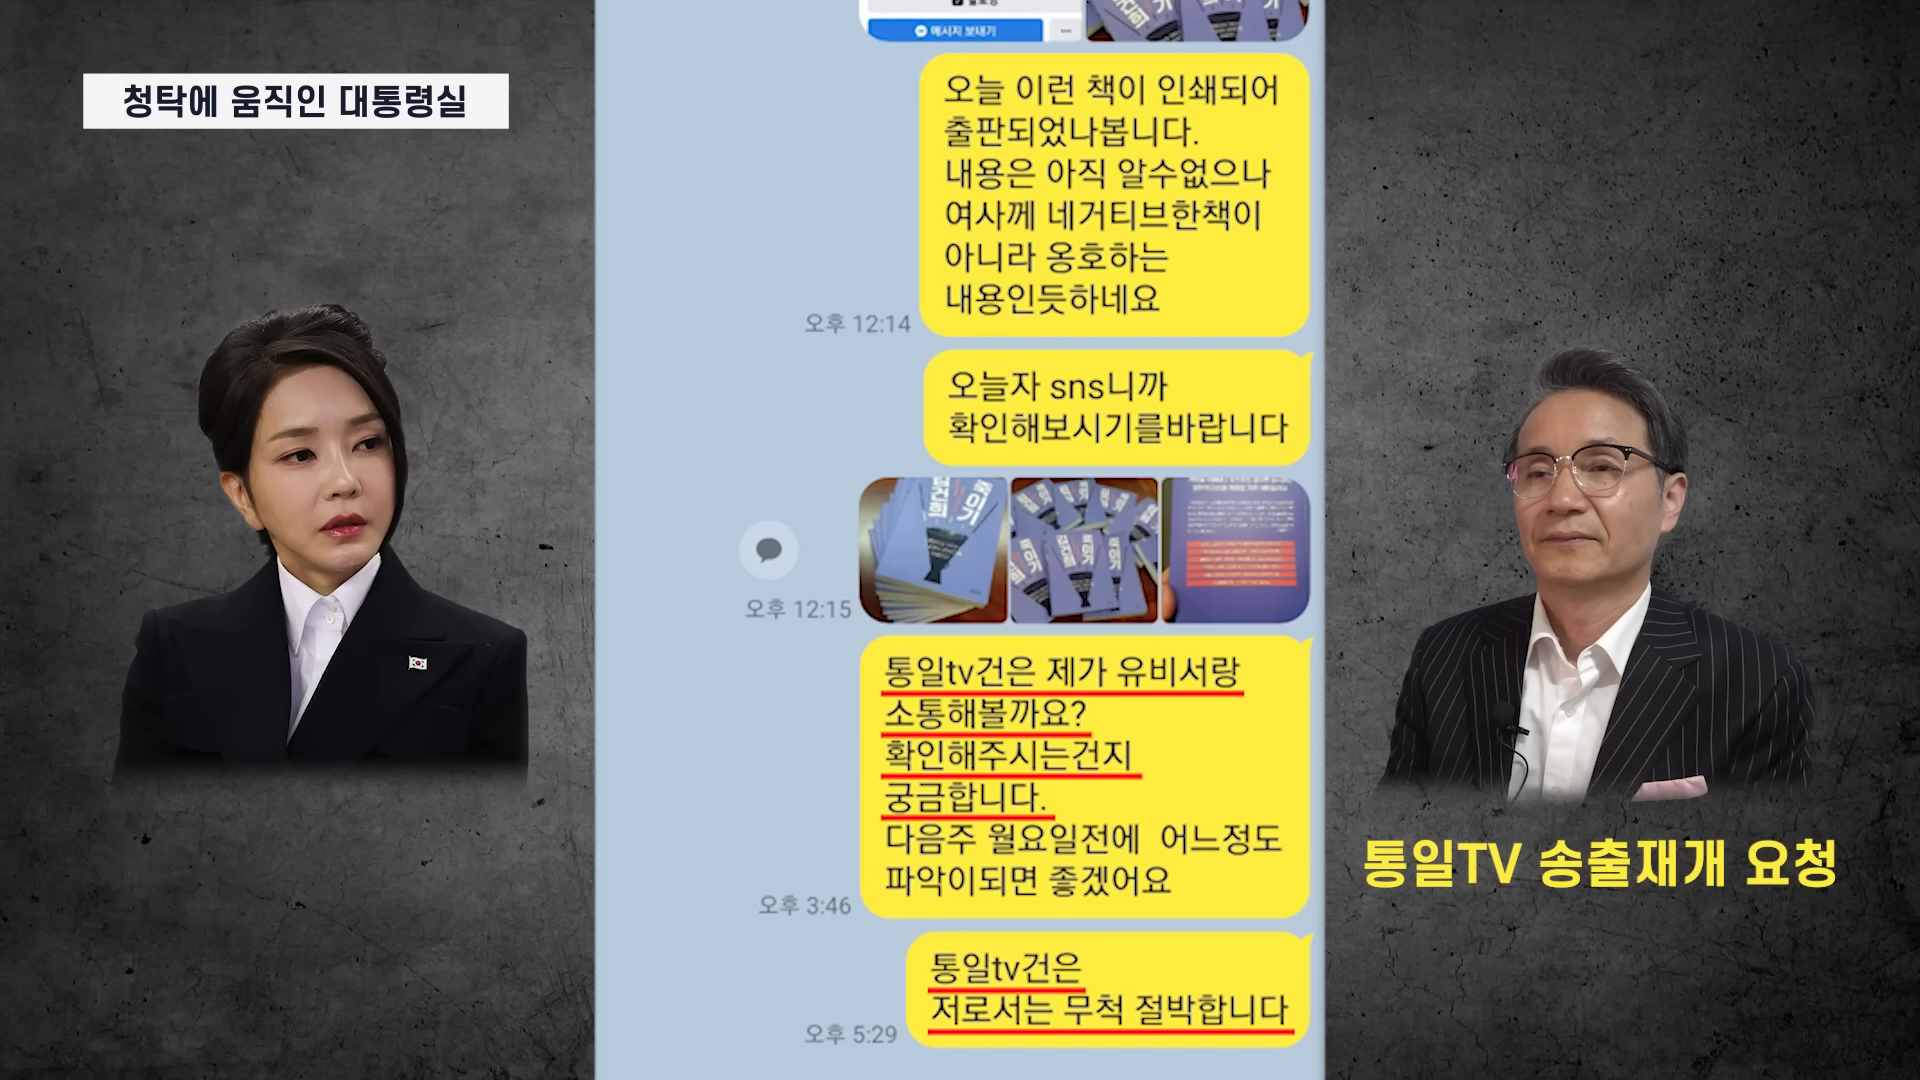 청탁에 움직인 대통령실
메시지 보내기
오늘 이런 책이 인쇄되어
출판되었나봅니다.
내용은 아직 알수없으나
여사께 네거티브한책이
아니라 옹호하는
내용인듯하네요
오후 12:14
오늘자 sns니까
확인해보시기를바랍니다
오후 12:15
통일tv건은 제가 유비서랑
소통해볼까요?
확인해주시는건지
궁금합니다.
다음주 월요일전에 어느정도
파악이되면 좋겠어요
오후 3:46
통일tv건은
저로서는 무척 절박합니다
오후 5:29
통일TV 송출재개 요청